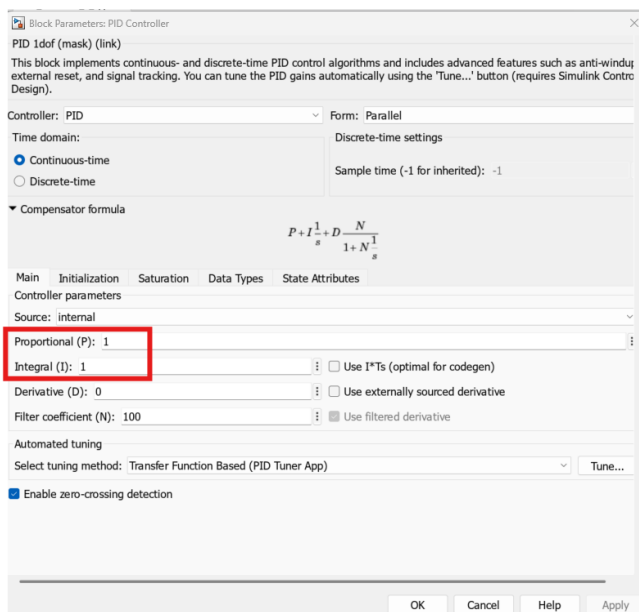 Block Parameters: PID Controller
PID 1dof (mask) (link)
This block implements continuous- and discrete-time PID control algorithms and includes advanced features such as anti-windup
external reset, and signal tracking. You can tune the PID gains automatically using the 'Tune...' button (requires Simulink Contro
Design).
Controller: PID
Form: Parallel
Time domain:
Discrete-time settings
Continuous-time
Sample time (-1 for inherited): -1
Discrete-time
Compensator formula
P + I 1/s + D N/(1 + N 1/s)
Main Initialization Saturation Data Types State Attributes
Controller parameters
Source: internal
Proportional (P): 1
Integral (I): 1
Use I*Ts (optimal for codegen)
Derivative (D): 0
Use externally sourced derivative
Filter coefficient (N): 100
Use filtered derivative
Automated tuning
Select tuning method: Transfer Function Based (PID Tuner App)
Tune...
Enable zero-crossing detection
OK Cancel Help Apply